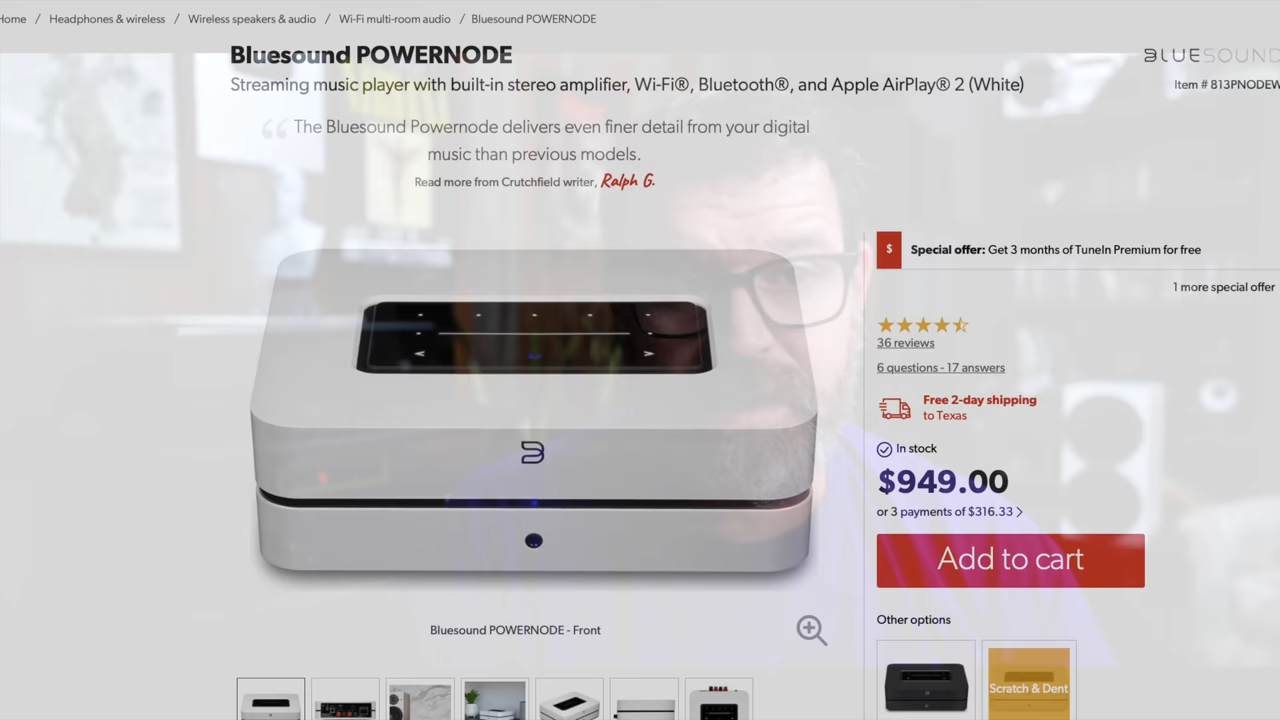 Home / Headphones & wireless / Wireless speakers & audio / Wi-Fi multi-room audio / Bluesound POWERNODE
Bluesound POWERNODE
BLUESOUND
Streaming music player with built-in stereo amplifier, Wi-Fi®, Bluetooth®, and Apple AirPlay® 2 (White)
Item # 813PNODEW
“ The Bluesound Powernode delivers even finer detail from your digital
music than previous models.
Read more from Crutchfield writer, Ralph G.
$ Special offer: Get 3 months of TuneIn Premium for free
1 more special offer
36 reviews
6 questions - 17 answers
Free 2-day shipping
to Texas
In stock
$949.00
or 3 payments of $316.33 >
Add to cart
Other options
Bluesound POWERNODE - Front
Scratch & Dent